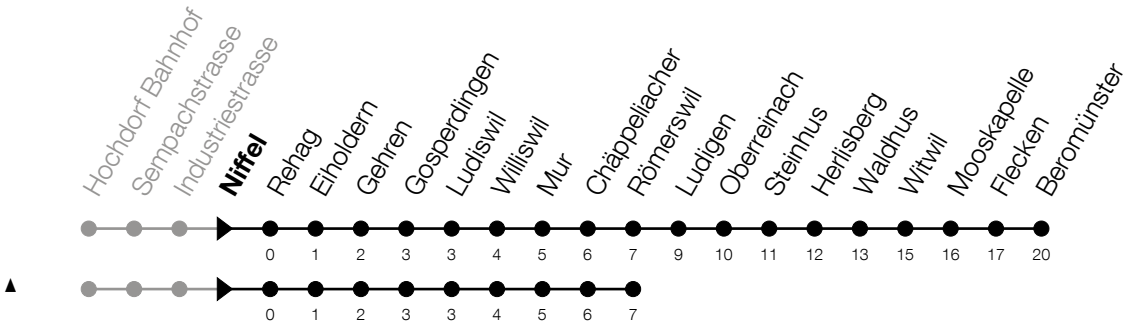 Hochdorf Bahnhof
Sempachstrasse
Industriestrasse
Niffel
Rehag
Eiholdern
Gehren
Gosperdingen
Ludiswil
Williswil
Mur
Chäppeliacher
Römerswil
Ludigen
Oberreinach
Steinhus
Herlisberg
Waldhus
Witwil
Mooskapelle
Flecken
Beromünster
0 1 2 3 3 4 5 6 7 9 10 11 12 13 15 16 17 20
0 1 2 3 3 4 5 6 7